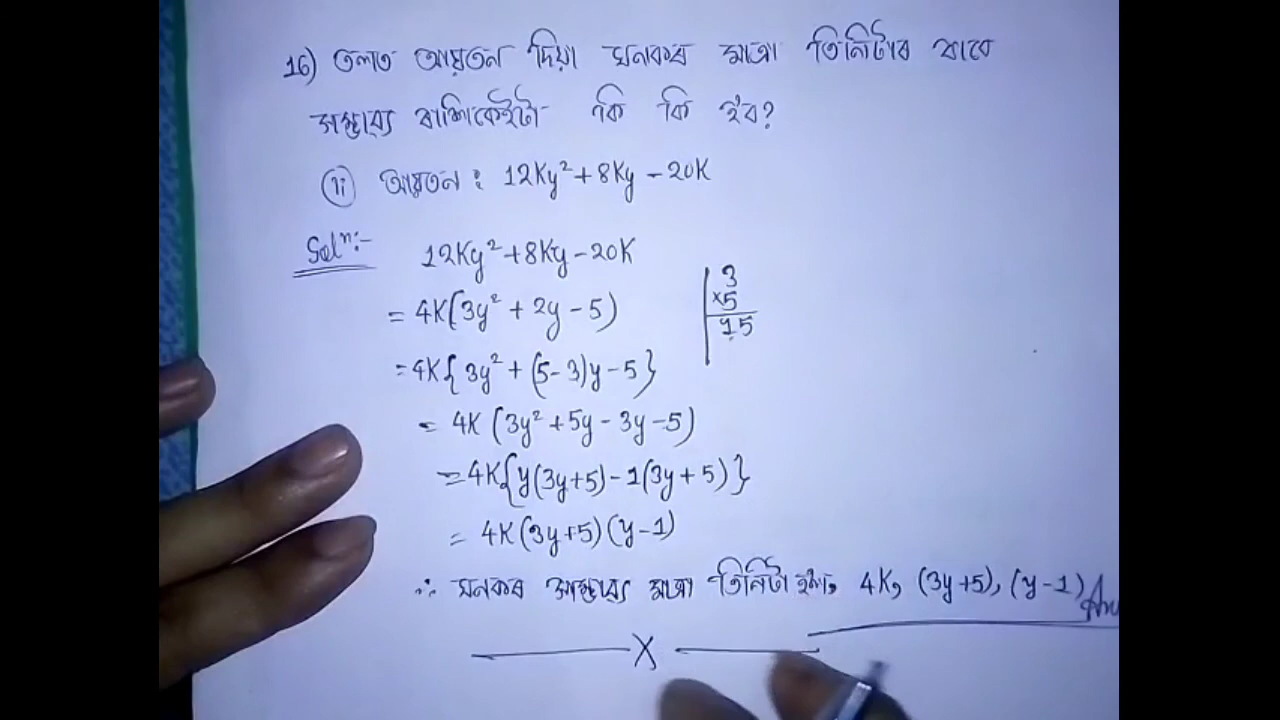 16) তলত আয়তন দিয়া ঘনকৰ মাত্ৰা তিনিটাৰ বাবে
সম্ভাব্য ৰাশিকেইটা কি কি হ'ব?
(ii) আয়তন : 12Ky² + 8Ky - 20K
Solⁿ:-
12Ky² + 8Ky - 20K
= 4K(3y² + 2y - 5)
3
×5
15
= 4K{3y² + (5-3)y - 5}
= 4K (3y² + 5y - 3y - 5)
= 4K{y(3y+5) - 1(3y+5)}
= 4K(3y+5)(y-1)
∴ ঘনকৰ সম্ভাব্য মাত্ৰা তিনিটা হ'ল, 4K, (3y+5), (y-1)
X